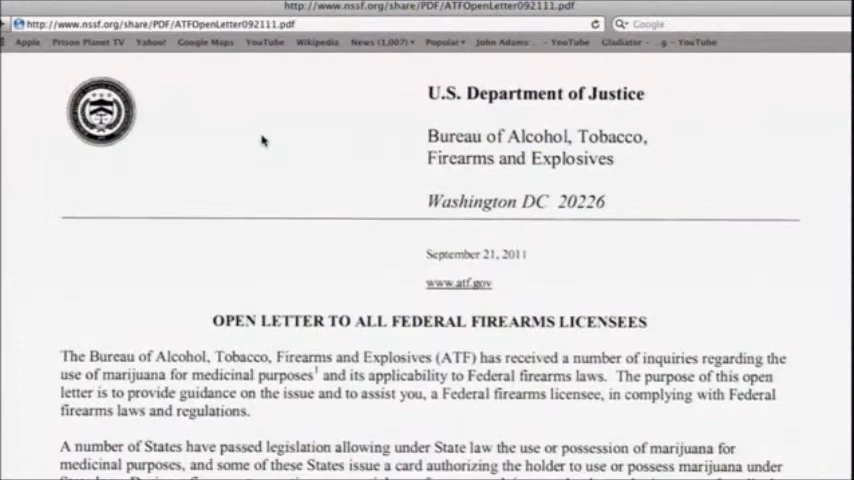 http://www.nssf.org/share/PDF/ATFOpenLetter092111.pdf
http://www.nssf.org/share/PDF/ATFOpenLetter092111.pdf
Google
Apple Prison Planet TV Yahoo! Google Maps YouTube Wikipedia News (1,007) Popular John Adams — YouTube Gladiator – g – YouTube
U.S. Department of Justice
Bureau of Alcohol, Tobacco,
Firearms and Explosives
Washington DC 20226
September 21, 2011
www.atf.gov
OPEN LETTER TO ALL FEDERAL FIREARMS LICENSEES
The Bureau of Alcohol, Tobacco, Firearms and Explosives (ATF) has received a number of inquiries regarding the
use of marijuana for medicinal purposes¹ and its applicability to Federal firearms laws. The purpose of this open
letter is to provide guidance on the issue and to assist you, a Federal firearms licensee, in complying with Federal
firearms laws and regulations.
A number of States have passed legislation allowing under State law the use or possession of marijuana for
medicinal purposes, and some of these States issue a card authorizing the holder to use or possess marijuana under